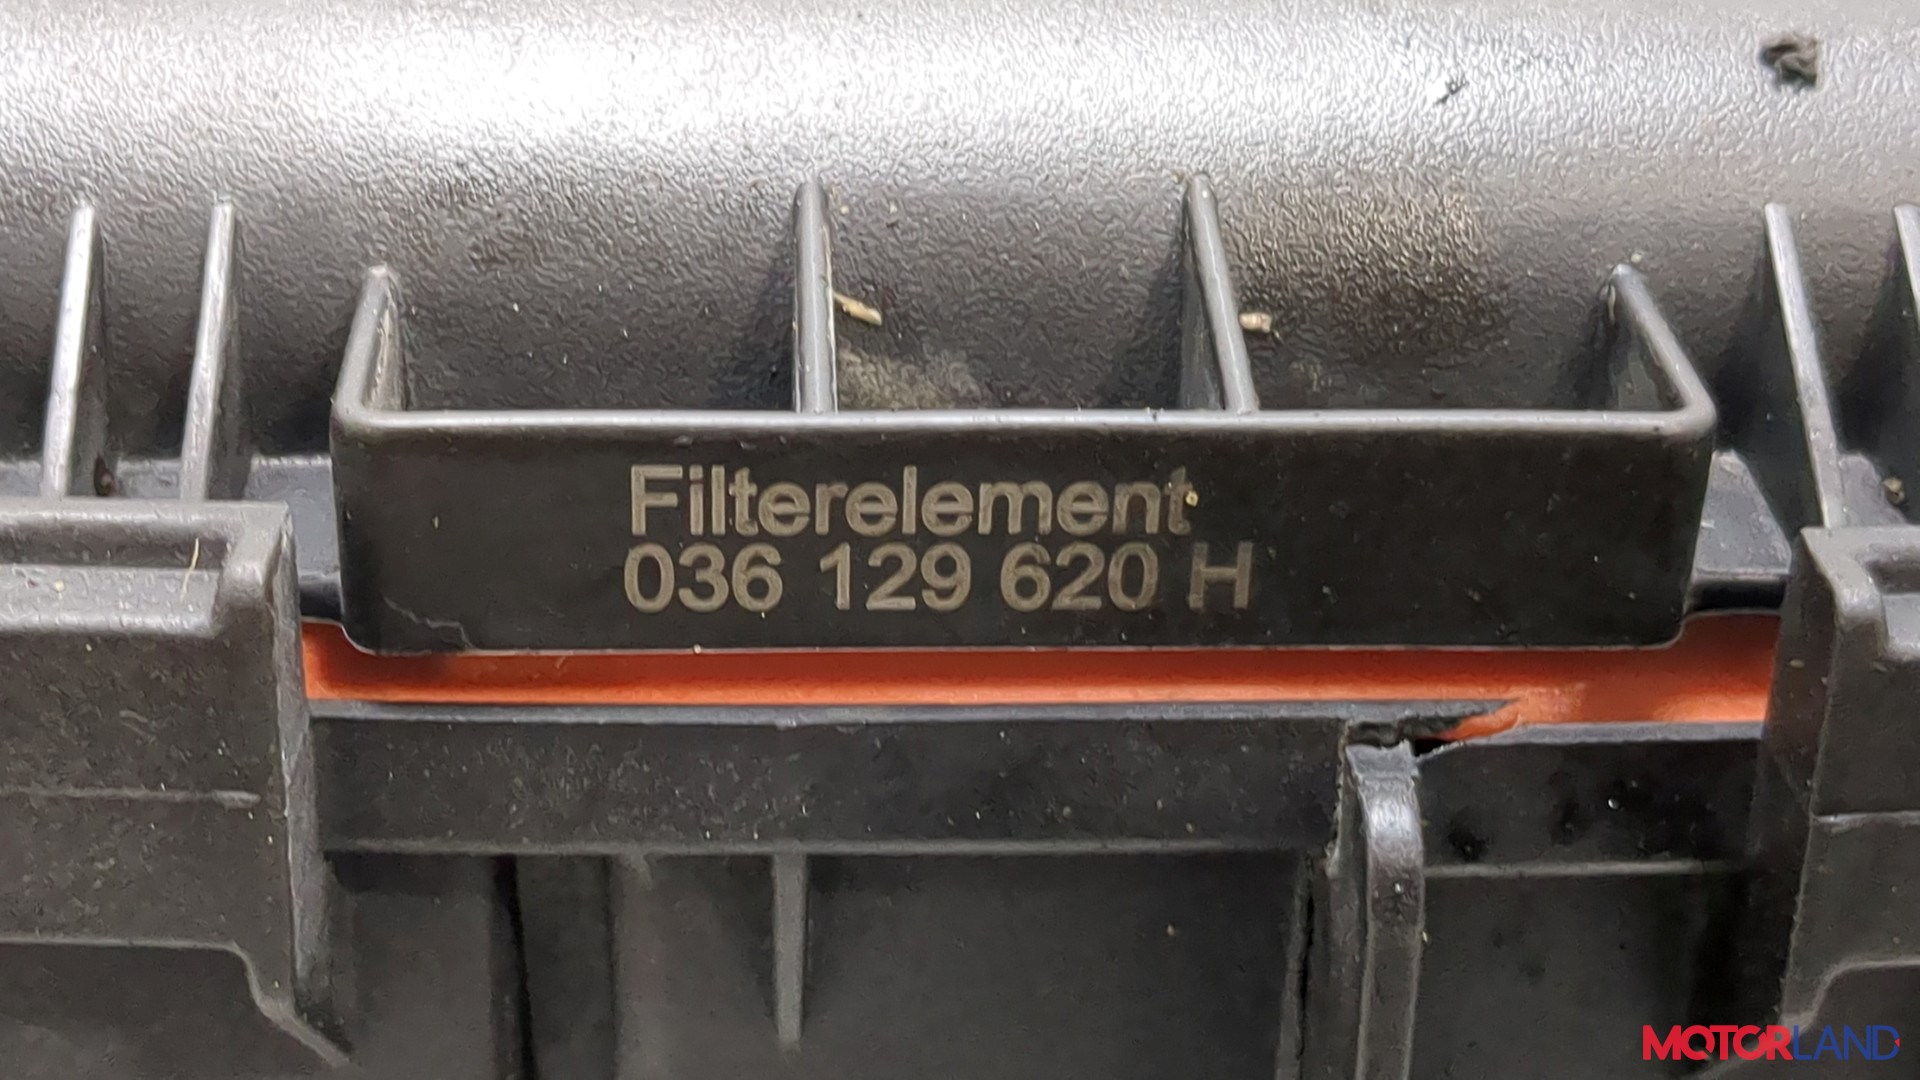 Filterelement
036 129 620 H
MOTORLAND